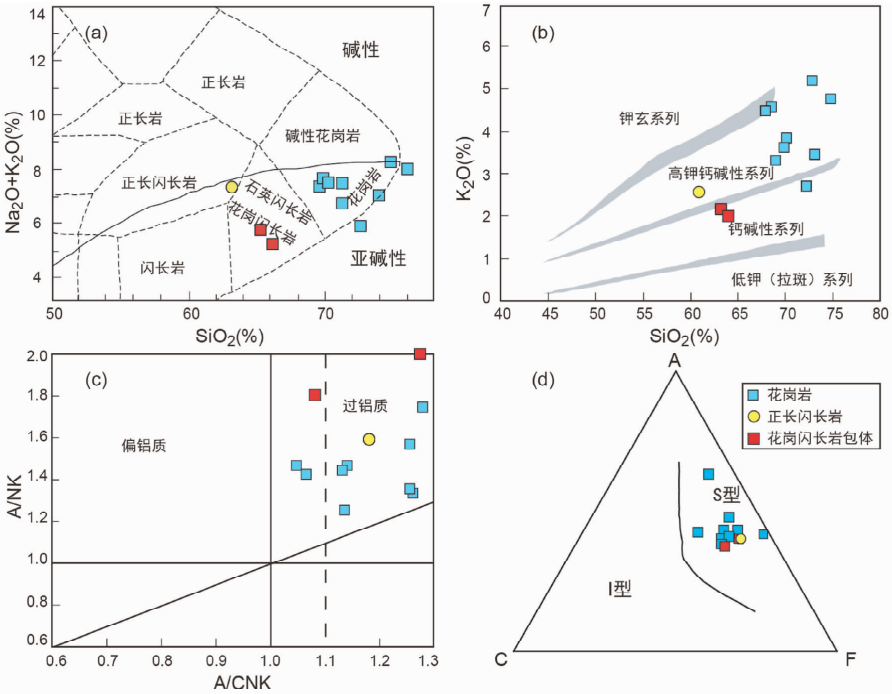 (a)
碱性
正长岩
正长岩
碱性花岗岩
正长闪长岩
石英闪长岩
花岗岩
花岗闪长岩
闪长岩
亚碱性
Na2O+K2O(%)
14
12
10
8
6
4
50
60
70
SiO2(%)
(b)
钾玄系列
高钾钙碱性系列
钙碱性系列
低钾（拉斑）系列
K2O(%)
7
6
5
4
3
2
1
0
40
45
50
55
60
65
70
75
80
SiO2(%)
(c)
过铝质
偏铝质
A/NK
2.0
1.8
1.6
1.4
1.2
1.0
0.8
0.6
0.6
0.8
1.0
1.1
1.2
1.3
A/CNK
(d)
A
花岗岩
正长闪长岩
花岗闪长岩包体
S型
I型
C
F